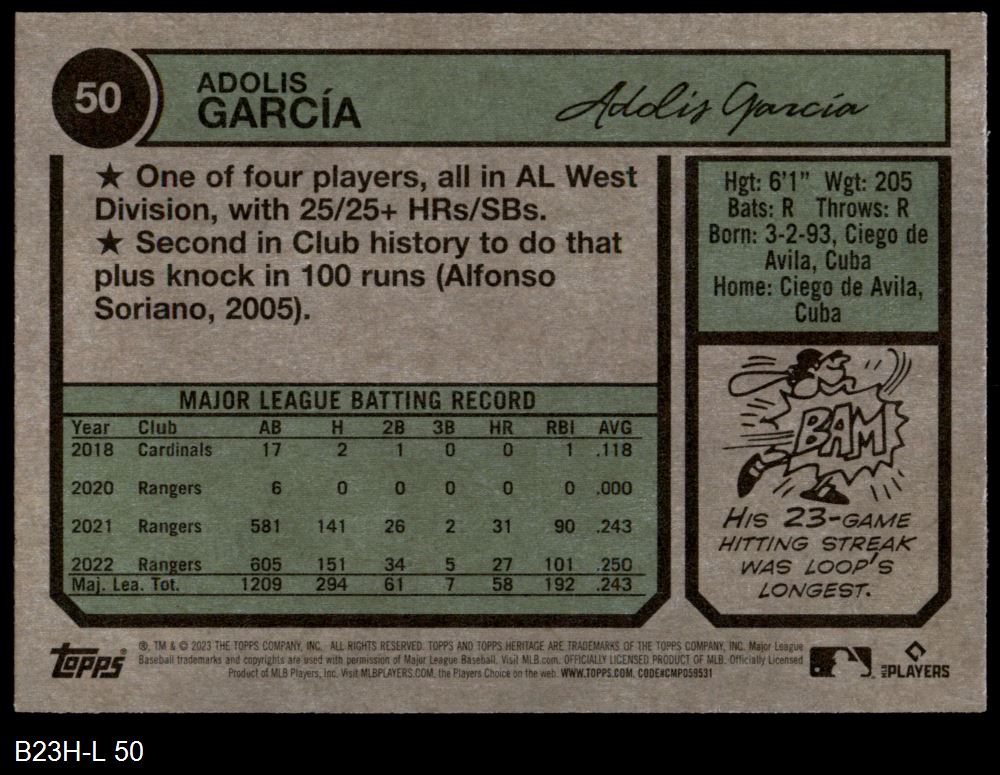 50
ADOLIS
GARCÍA
Adolis García
★ One of four players, all in AL West
Division, with 25/25+ HRs/SBs.
★ Second in Club history to do that
plus knock in 100 runs (Alfonso
Soriano, 2005).
Hgt: 6'1" Wgt: 205
Bats: R Throws: R
Born: 3-2-93, Ciego de
Avila, Cuba
Home: Ciego de Avila,
Cuba
MAJOR LEAGUE BATTING RECORD
Year Club AB H 2B 3B HR RBI AVG
2018 Cardinals 17 2 1 0 0 1 .118
2020 Rangers 6 0 0 0 0 0 .000
2021 Rangers 581 141 26 2 31 90 .243
2022 Rangers 605 151 34 5 27 101 .250
Maj. Lea. Tot. 1209 294 61 7 58 192 .243
BAM
HIS 23-GAME
HITTING STREAK
WAS LOOP'S
LONGEST.
Topps
®, TM & © 2023 THE TOPPS COMPANY, INC. ALL RIGHTS RESERVED. TOPPS AND TOPPS HERITAGE ARE TRADEMARKS OF THE TOPPS COMPANY, INC. Major League
Baseball trademarks and copyrights are used with permission of Major League Baseball. Visit MLB.com. OFFICIALLY LICENSED PRODUCT OF MLB. Officially Licensed
Product of MLB Players, Inc. Visit MLBPLAYERS.COM, the Players Choice on the web. WWW.TOPPS.COM. CODE#CMP059531
MLB PLAYERS
B23H-L 50